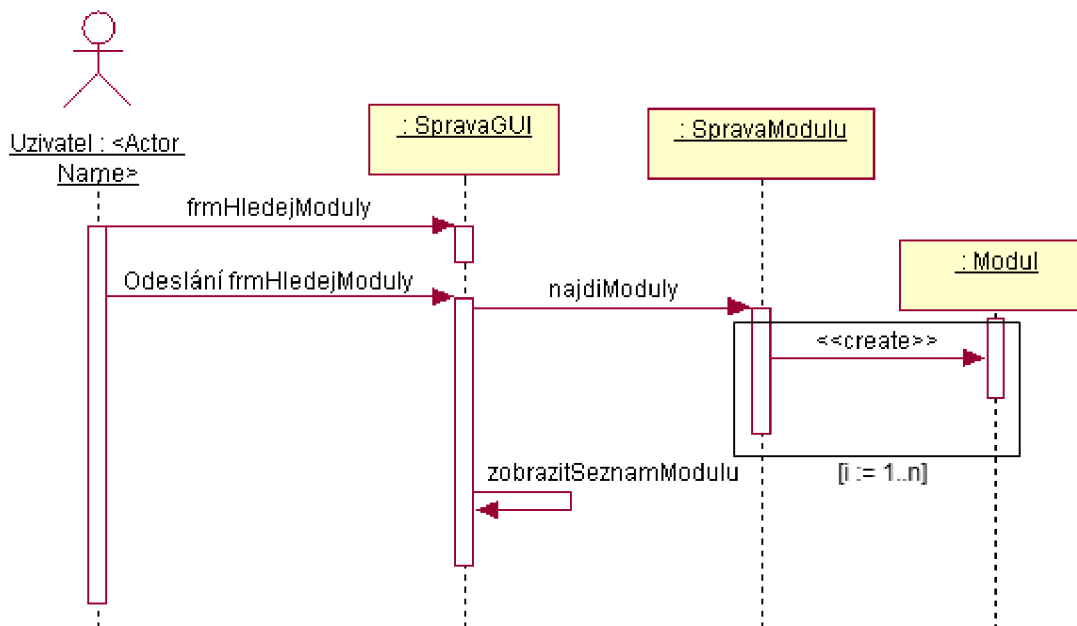 Uzivatel : <Actor
Name>
: SpravaGUI
: SpravaModulu
frmHledejModuly
: Modul
Odeslání frmHledejModuly
najdiModuly
<<create>>
zobrazitSeznamModulu
[i := 1..n]